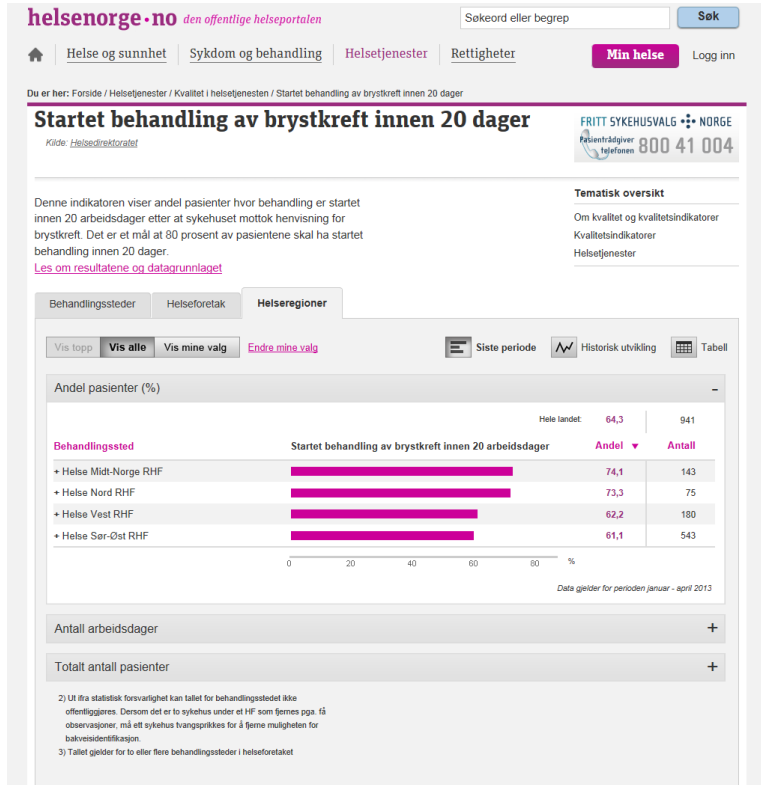 helsenorge·no den offentlige helseportalen
Søkeord eller begrep
Søk
Helse og sunnhet
Sykdom og behandling
Helsetjenester
Rettigheter
Min helse
Logg inn
Du er her: Forside / Helsetjenester / Kvalitet i helsetjenesten / Startet behandling av brystkreft innen 20 dager
Startet behandling av brystkreft innen 20 dager
Kilde: Helsedirektoratet
FRITT SYKEHUSVALG NORGE
Pasientrådgiver
telefonen 800 41 004
Denne indikatoren viser andel pasienter hvor behandling er startet
innen 20 arbeidsdager etter at sykehuset mottok henvisning for
brystkreft. Det er et mål at 80 prosent av pasientene skal ha startet
behandling innen 20 dager.
Les om resultatene og datagrunnlaget
Tematisk oversikt
Om kvalitet og kvalitetsindikatorer
Kvalitetsindikatorer
Helsetjenester
Behandlingssteder
Helseforetak
Helseregioner
Vis topp
Vis alle
Vis mine valg
Endre mine valg
Siste periode
Historisk utvikling
Tabell
Andel pasienter (%) –
Hele landet: 64,3 941
Behandlingssted Startet behandling av brystkreft innen 20 arbeidsdager Andel ▼ Antall
+ Helse Midt-Norge RHF 74,1 143
+ Helse Nord RHF 73,3 75
+ Helse Vest RHF 62,2 180
+ Helse Sør-Øst RHF 61,1 543
0 20 40 60 80 %
Data gjelder for perioden januar - april 2013
Antall arbeidsdager +
Totalt antall pasienter +
2) Ut ifra statistisk forsvarlighet kan tallet for behandlingsstedet ikke
offentliggjøres. Dersom det er to sykehus under et HF som fjernes pga. få
observasjoner, må ett sykehus tvangsprikkes for å fjerne muligheten for
bakveisidentifikasjon.
3) Tallet gjelder for to eller flere behandlingssteder i helseforetaket